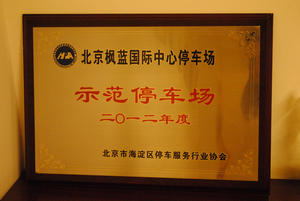 北京枫蓝国际中心停车场
示范停车场
二〇一二年度
北京市海淀区停车服务行业协会